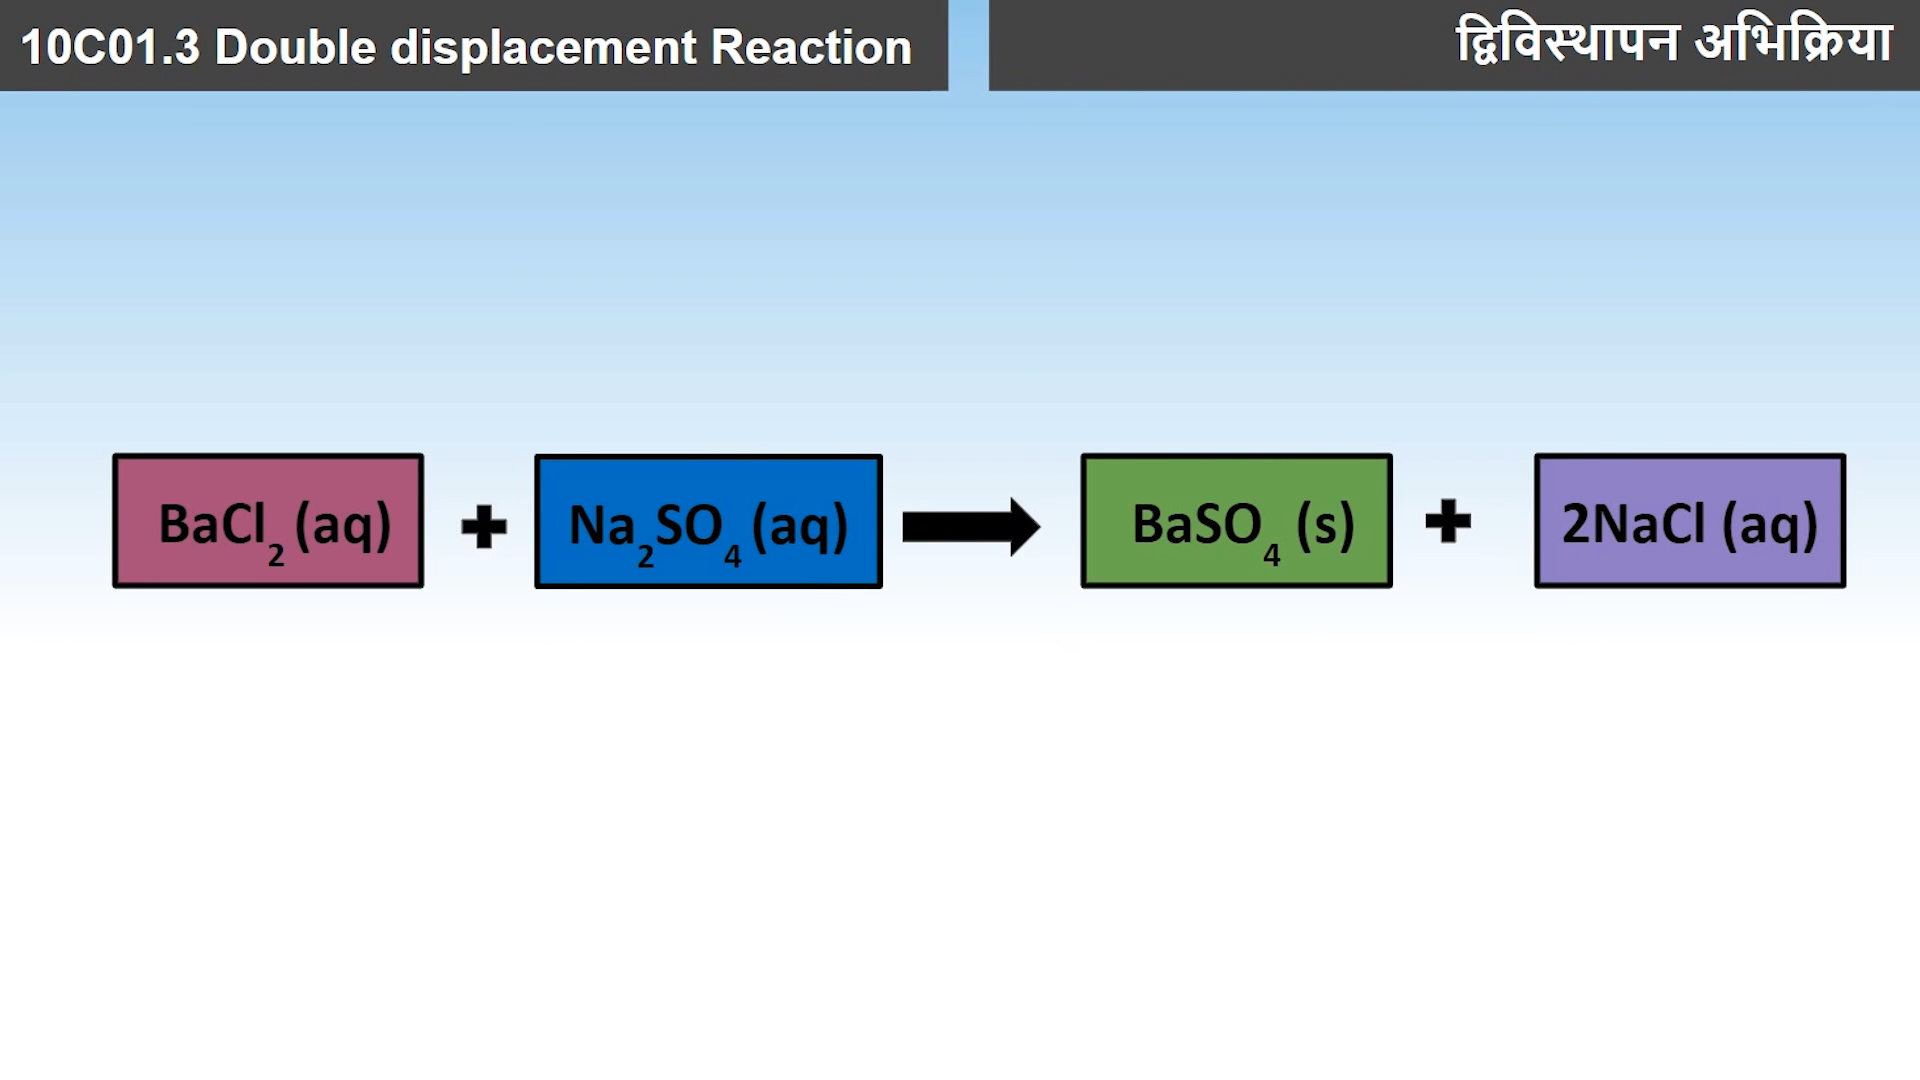 10C01.3 Double displacement Reaction
द्विविस्थापन अभिक्रिया
BaCl₂ (aq) + Na₂SO₄ (aq) → BaSO₄ (s) + 2NaCl (aq)